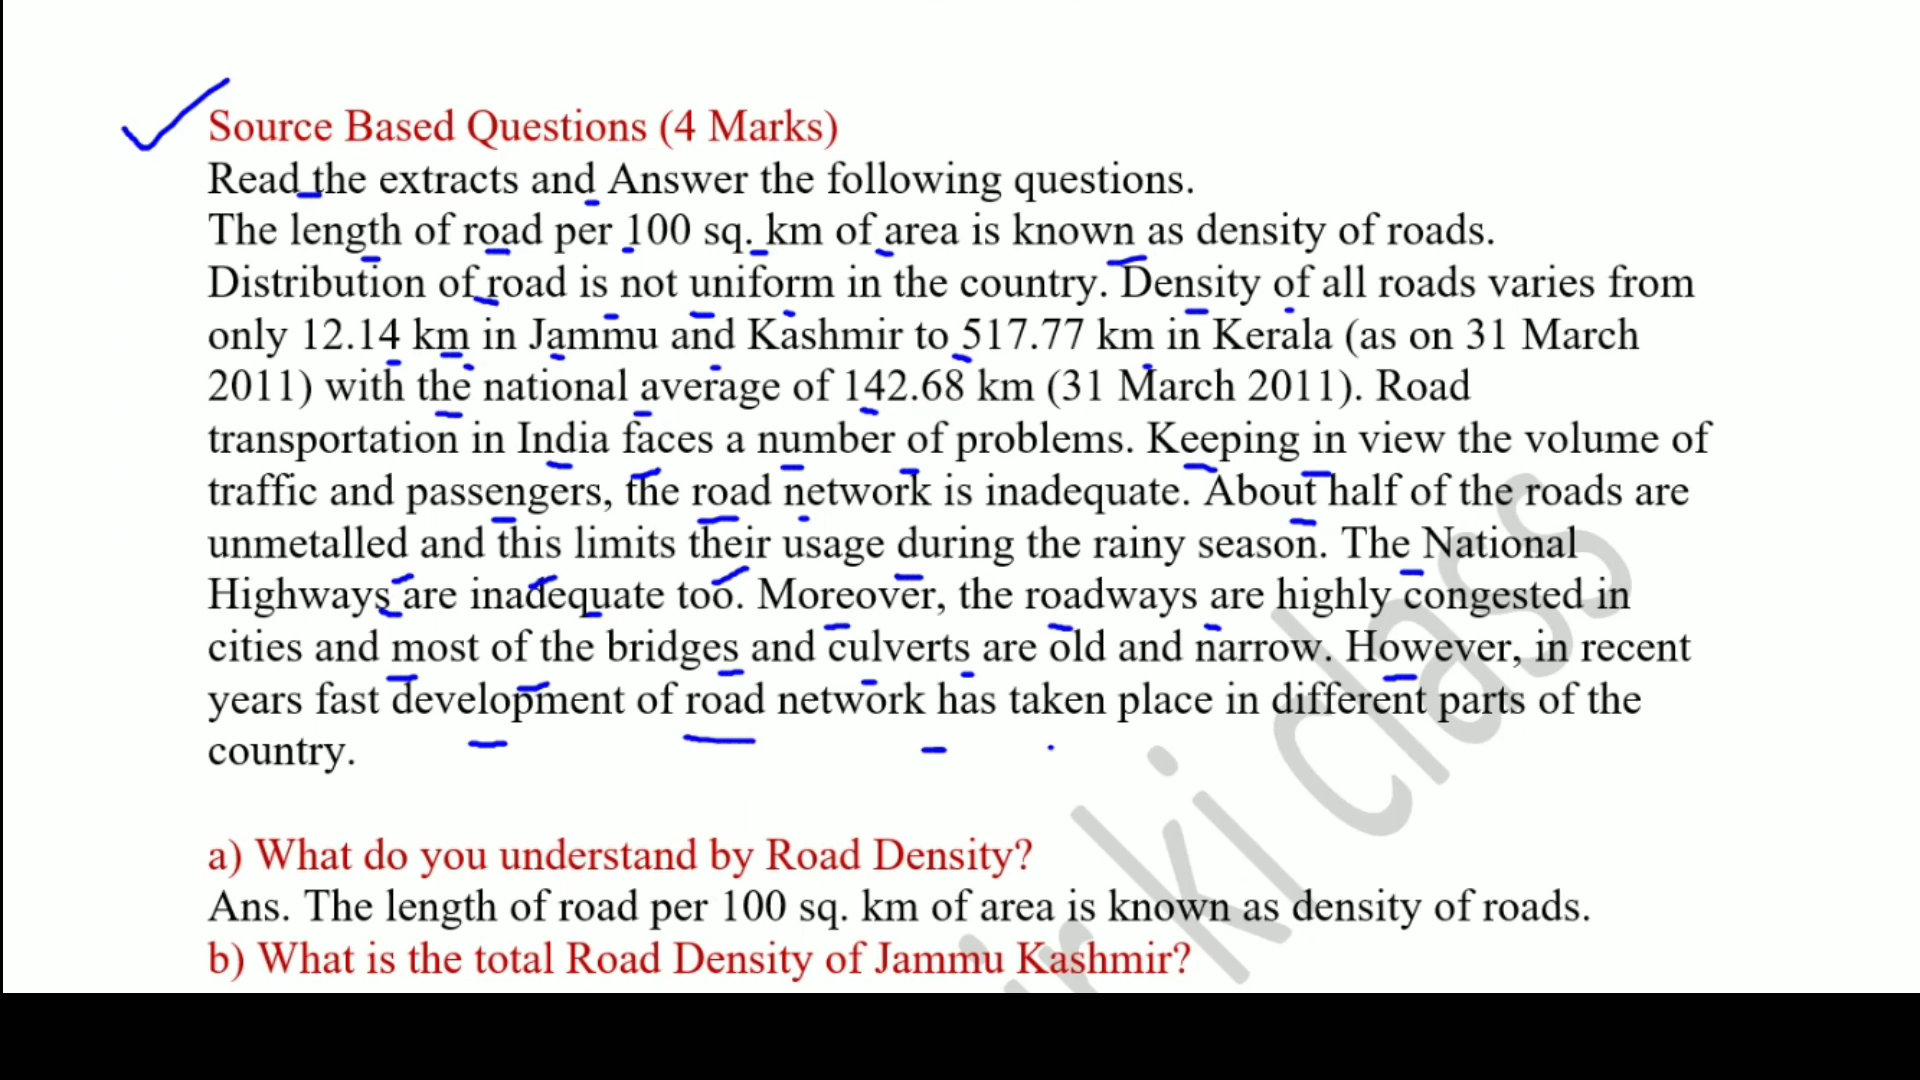 Source Based Questions (4 Marks)
Read the extracts and Answer the following questions.
The length of road per 100 sq. km of area is known as density of roads.
Distribution of road is not uniform in the country. Density of all roads varies from
only 12.14 km in Jammu and Kashmir to 517.77 km in Kerala (as on 31 March
2011) with the national average of 142.68 km (31 March 2011). Road
transportation in India faces a number of problems. Keeping in view the volume of
traffic and passengers, the road network is inadequate. About half of the roads are
unmetalled and this limits their usage during the rainy season. The National
Highways are inadequate too. Moreover, the roadways are highly congested in
cities and most of the bridges and culverts are old and narrow. However, in recent
years fast development of road network has taken place in different parts of the
country.
a) What do you understand by Road Density?
Ans. The length of road per 100 sq. km of area is known as density of roads.
b) What is the total Road Density of Jammu Kashmir?
ki class